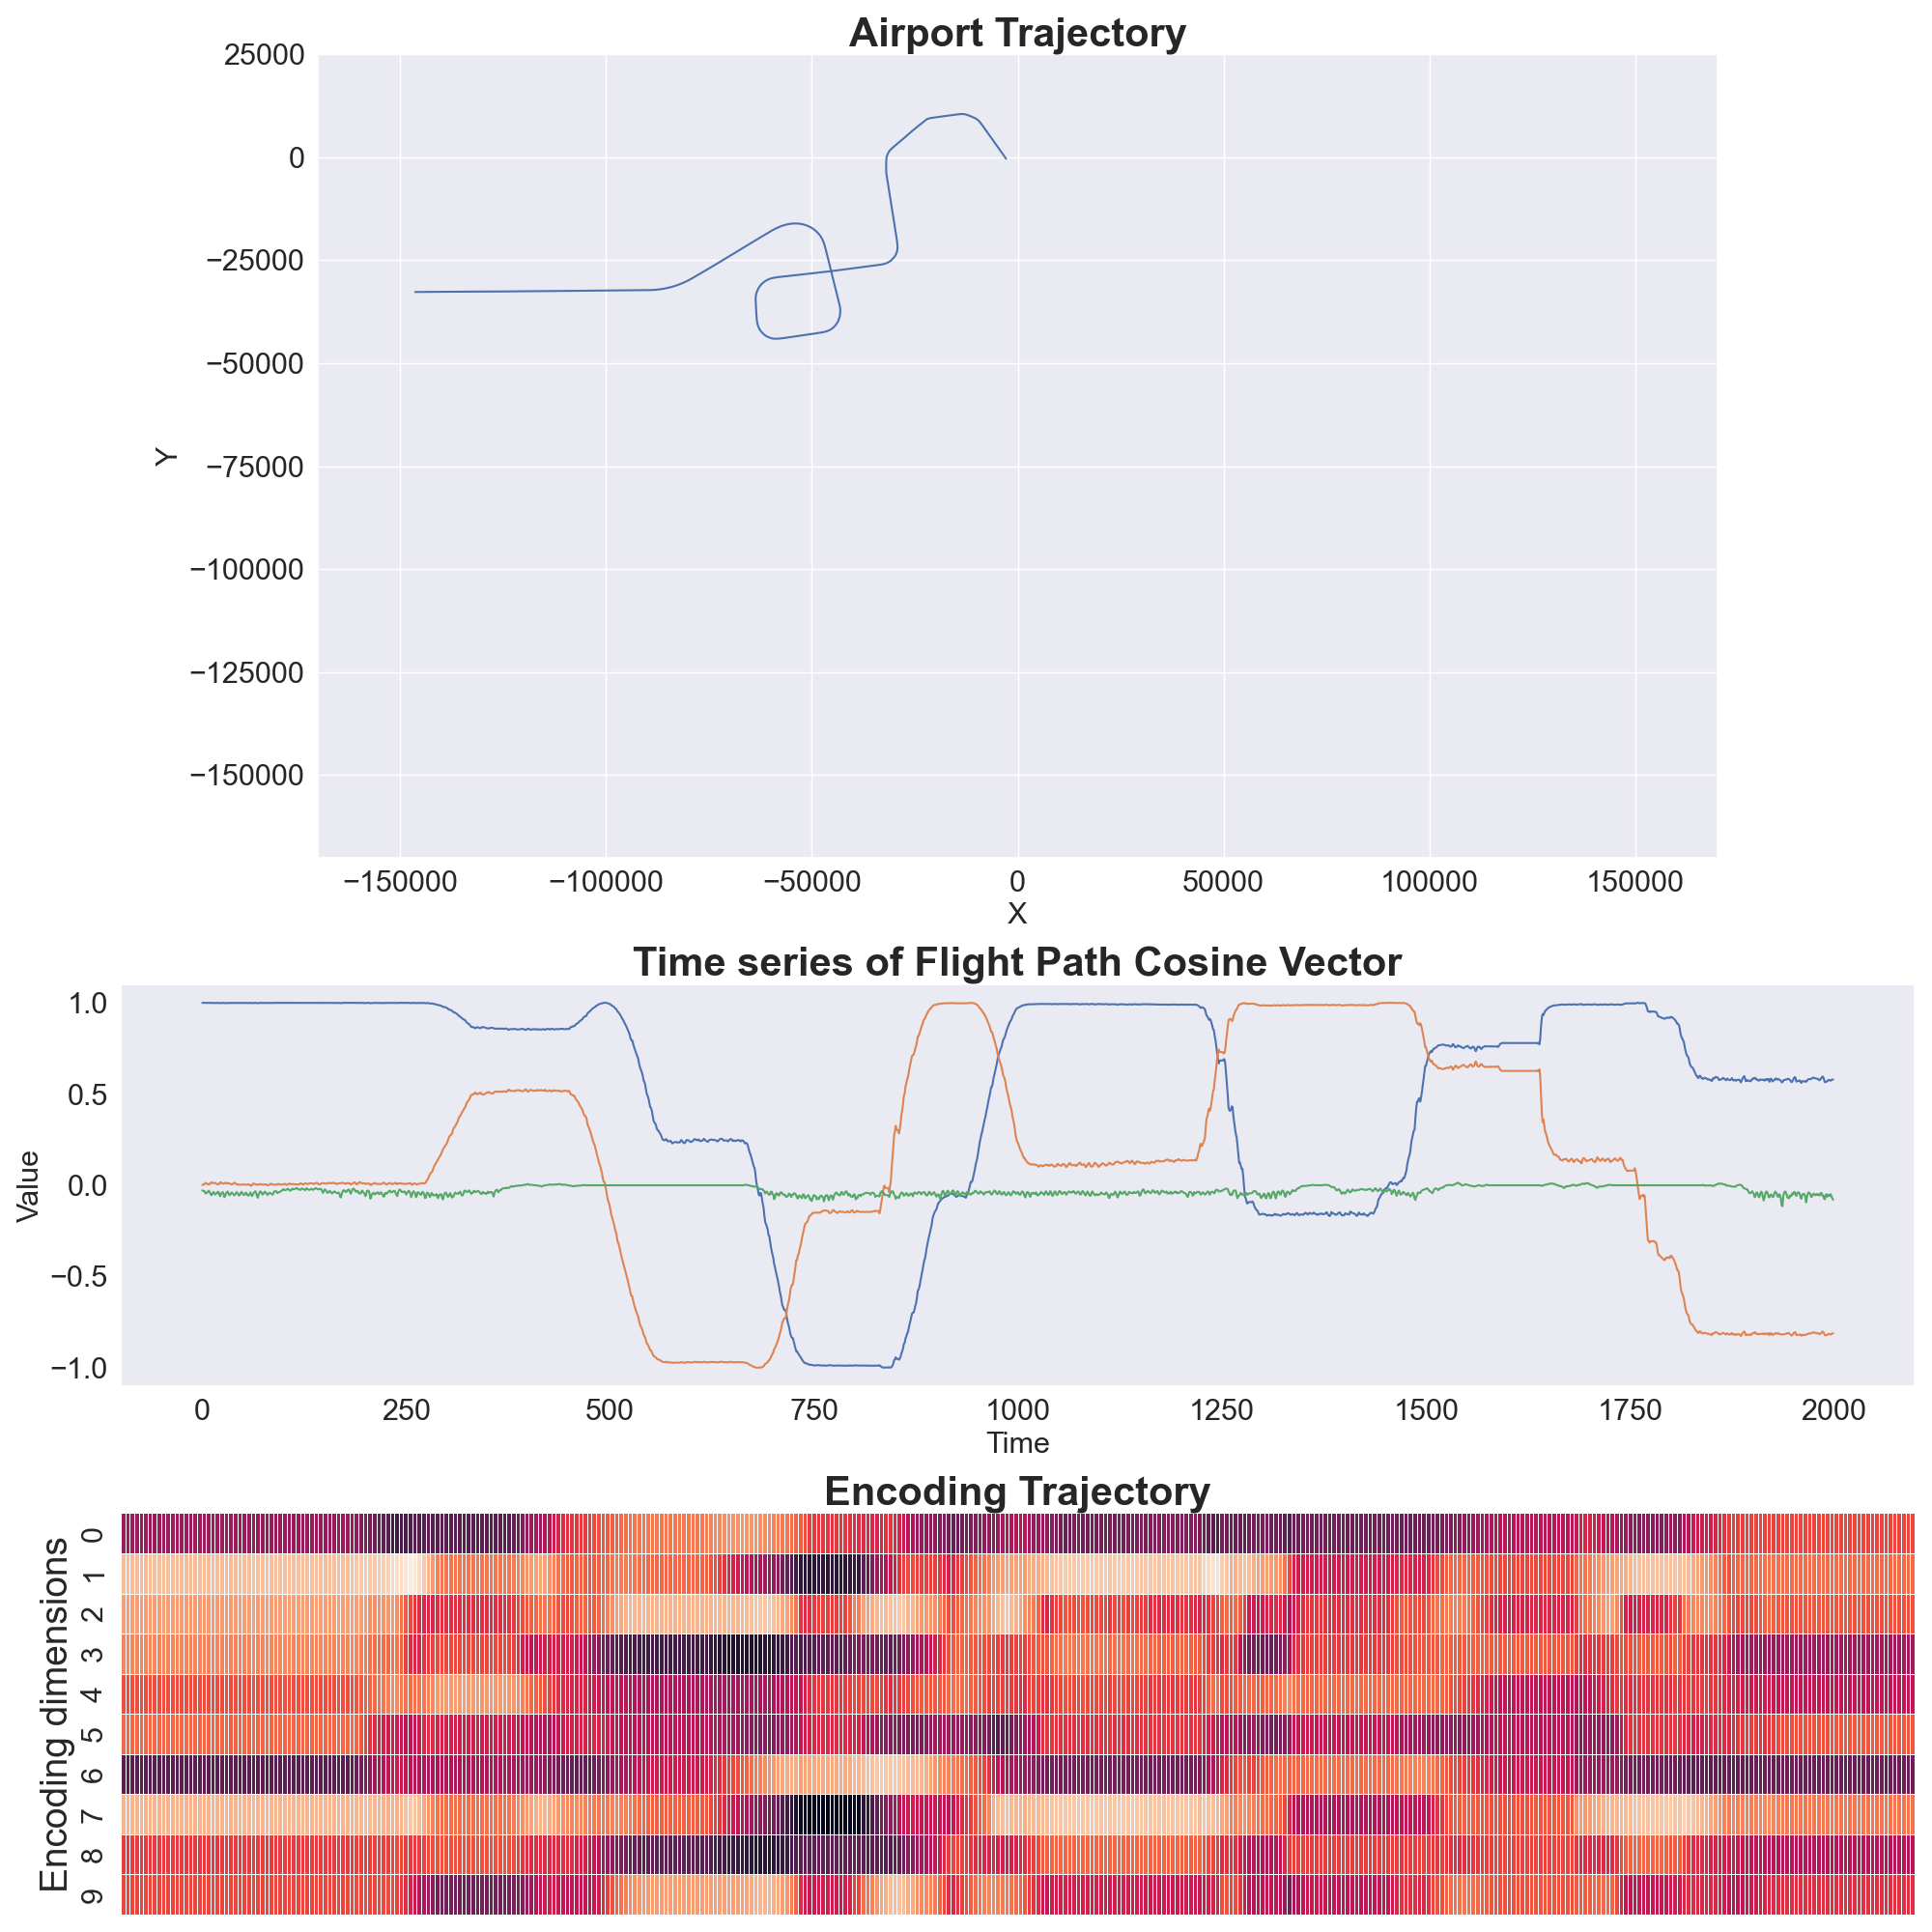 Airport Trajectory
25000
0
−25000
−50000
−75000
−100000
−125000
−150000
Y
−150000 −100000 −50000 0 50000 100000 150000
X
Time series of Flight Path Cosine Vector
1.0
0.5
0.0
−0.5
−1.0
Value
0 250 500 750 1000 1250 1500 1750 2000
Time
Encoding Trajectory
Encoding dimensions
0
1
2
3
4
5
6
7
8
9